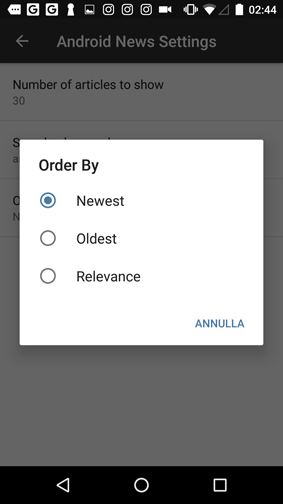 02:44
Android News Settings
Number of articles to show
30
Order By
Newest
Oldest
Relevance
ANNULLA